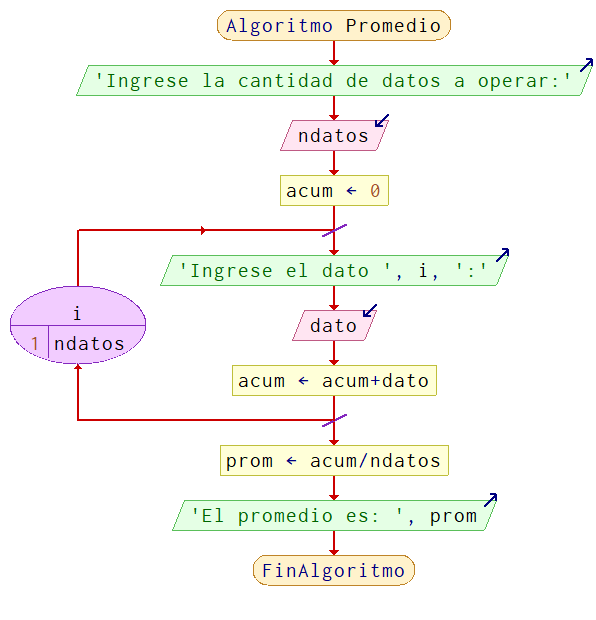 Algoritmo Promedio
'Ingrese la cantidad de datos a operar:'
ndatos
acum ← 0
'Ingrese el dato ', i, ':'
i
1 ndatos
dato
acum ← acum+dato
prom ← acum/ndatos
'El promedio es: ', prom
FinAlgoritmo